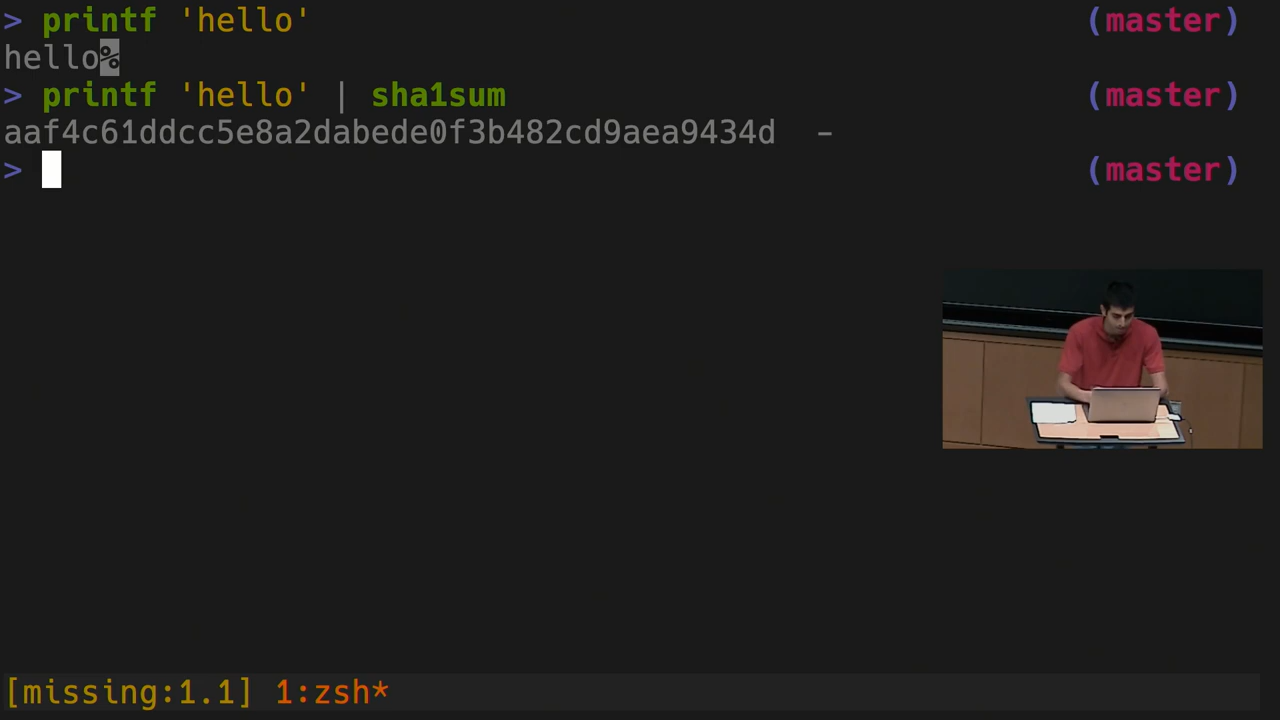 > printf 'hello' (master)
hello%
> printf 'hello' | sha1sum (master)
aaf4c61ddcc5e8a2dabede0f3b482cd9aea9434d  -
> (master)
[missing:1.1] 1:zsh*